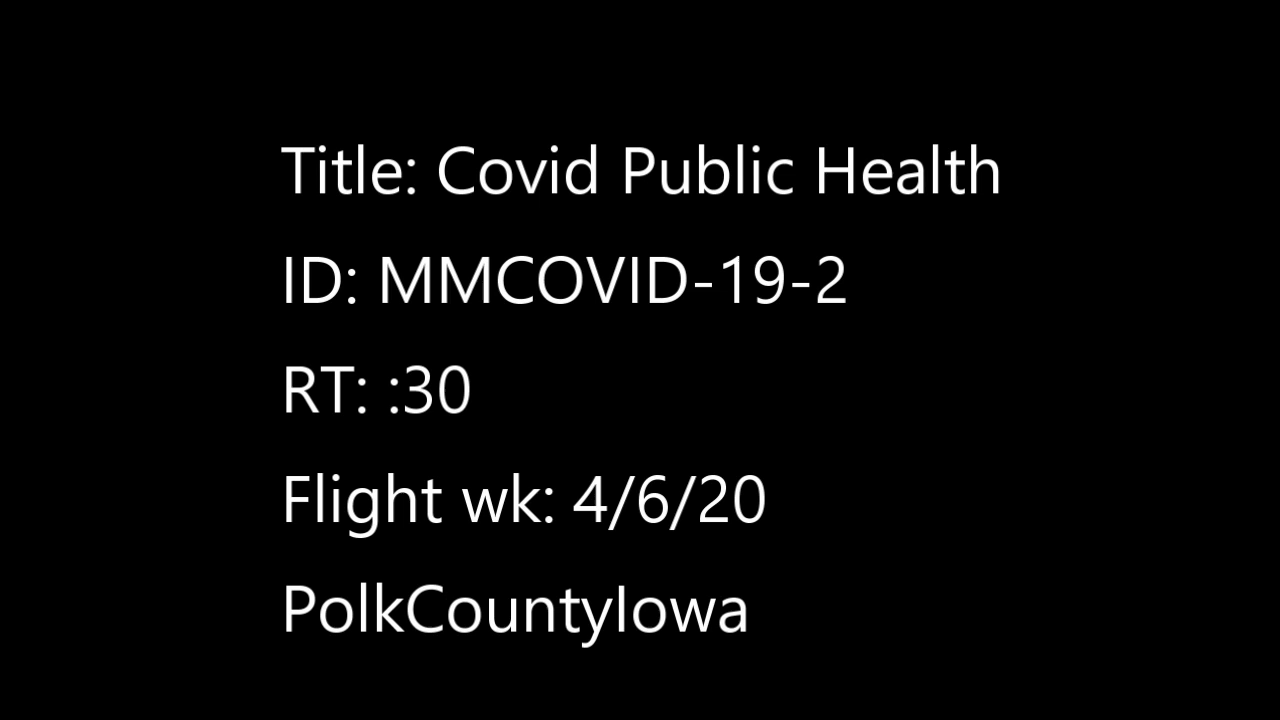 Title: Covid Public Health
ID: MMCOVID-19-2
RT: :30
Flight wk: 4/6/20
PolkCountyIowa